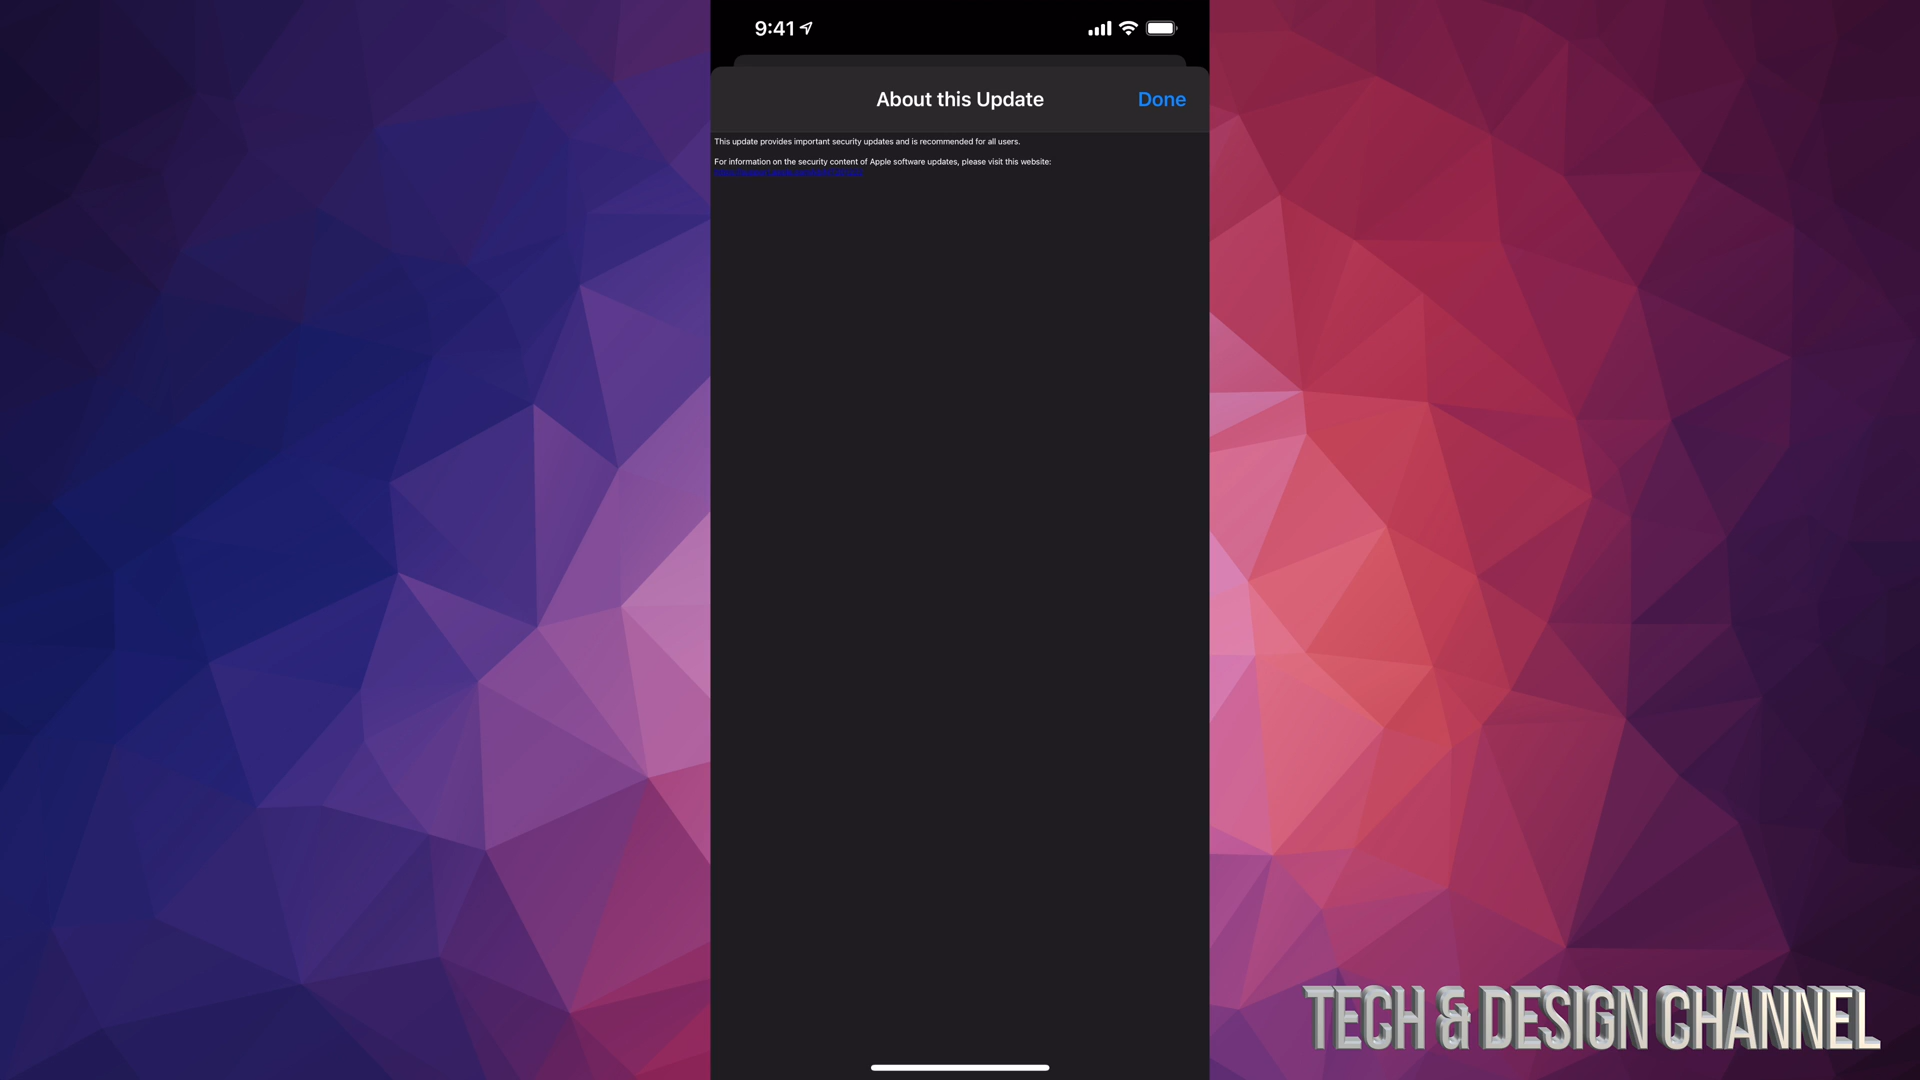 9:41
About this Update
Done
This update provides important security updates and is recommended for all users.
For information on the security content of Apple software updates, please visit this website:
TECH & DESIGN CHANNEL